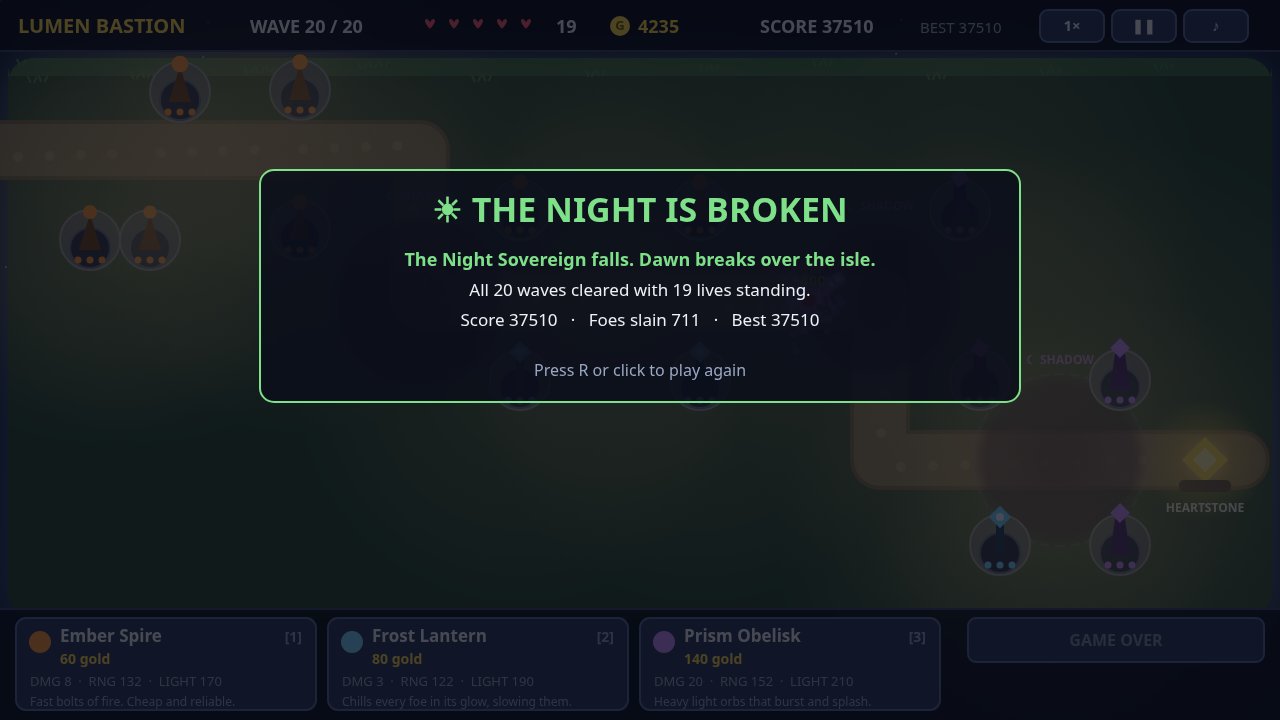 LUMEN BASTION
WAVE 20 / 20
♥ ♥ ♥ ♥ ♥ 19
G 4235
SCORE 37510
BEST 37510
1×
❚❚
♪
☀ THE NIGHT IS BROKEN
The Night Sovereign falls. Dawn breaks over the isle.
All 20 waves cleared with 19 lives standing.
Score 37510 · Foes slain 711 · Best 37510
Press R or click to play again
SHADOW
SHADOW
HEARTSTONE
Ember Spire [1]
60 gold
DMG 8 · RNG 132 · LIGHT 170
Fast bolts of fire. Cheap and reliable.
Frost Lantern [2]
80 gold
DMG 3 · RNG 122 · LIGHT 190
Chills every foe in its glow, slowing them.
Prism Obelisk [3]
140 gold
DMG 20 · RNG 152 · LIGHT 210
Heavy light orbs that burst and splash.
GAME OVER